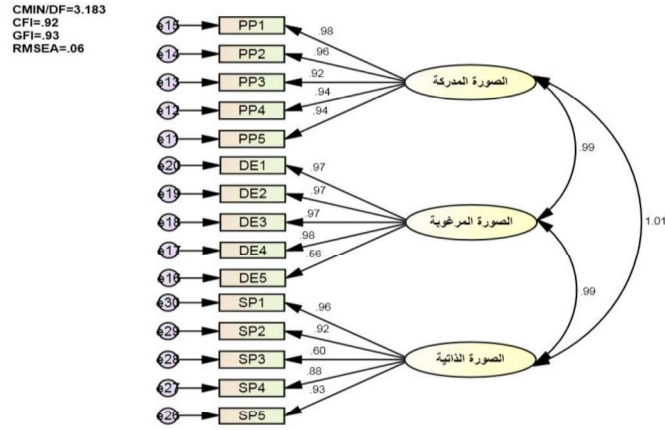 CMIN/DF=3.183
CFI=.92
GFI=.93
RMSEA=.06
e15 PP1 .98
e14 PP2 .96
e13 PP3 .92
e12 PP4 .94
e11 PP5 .94
الصورة المدركة
e20 DE1 .97
e19 DE2 .97
e18 DE3 .97
e17 DE4 .98
e16 DE5
الصورة المرغوبة
e30 SP1 .96
e29 SP2 .92
e28 SP3 .60
e27 SP4 .88
e26 SP5 .93
الصورة الذاتية
.99
1.01
.99